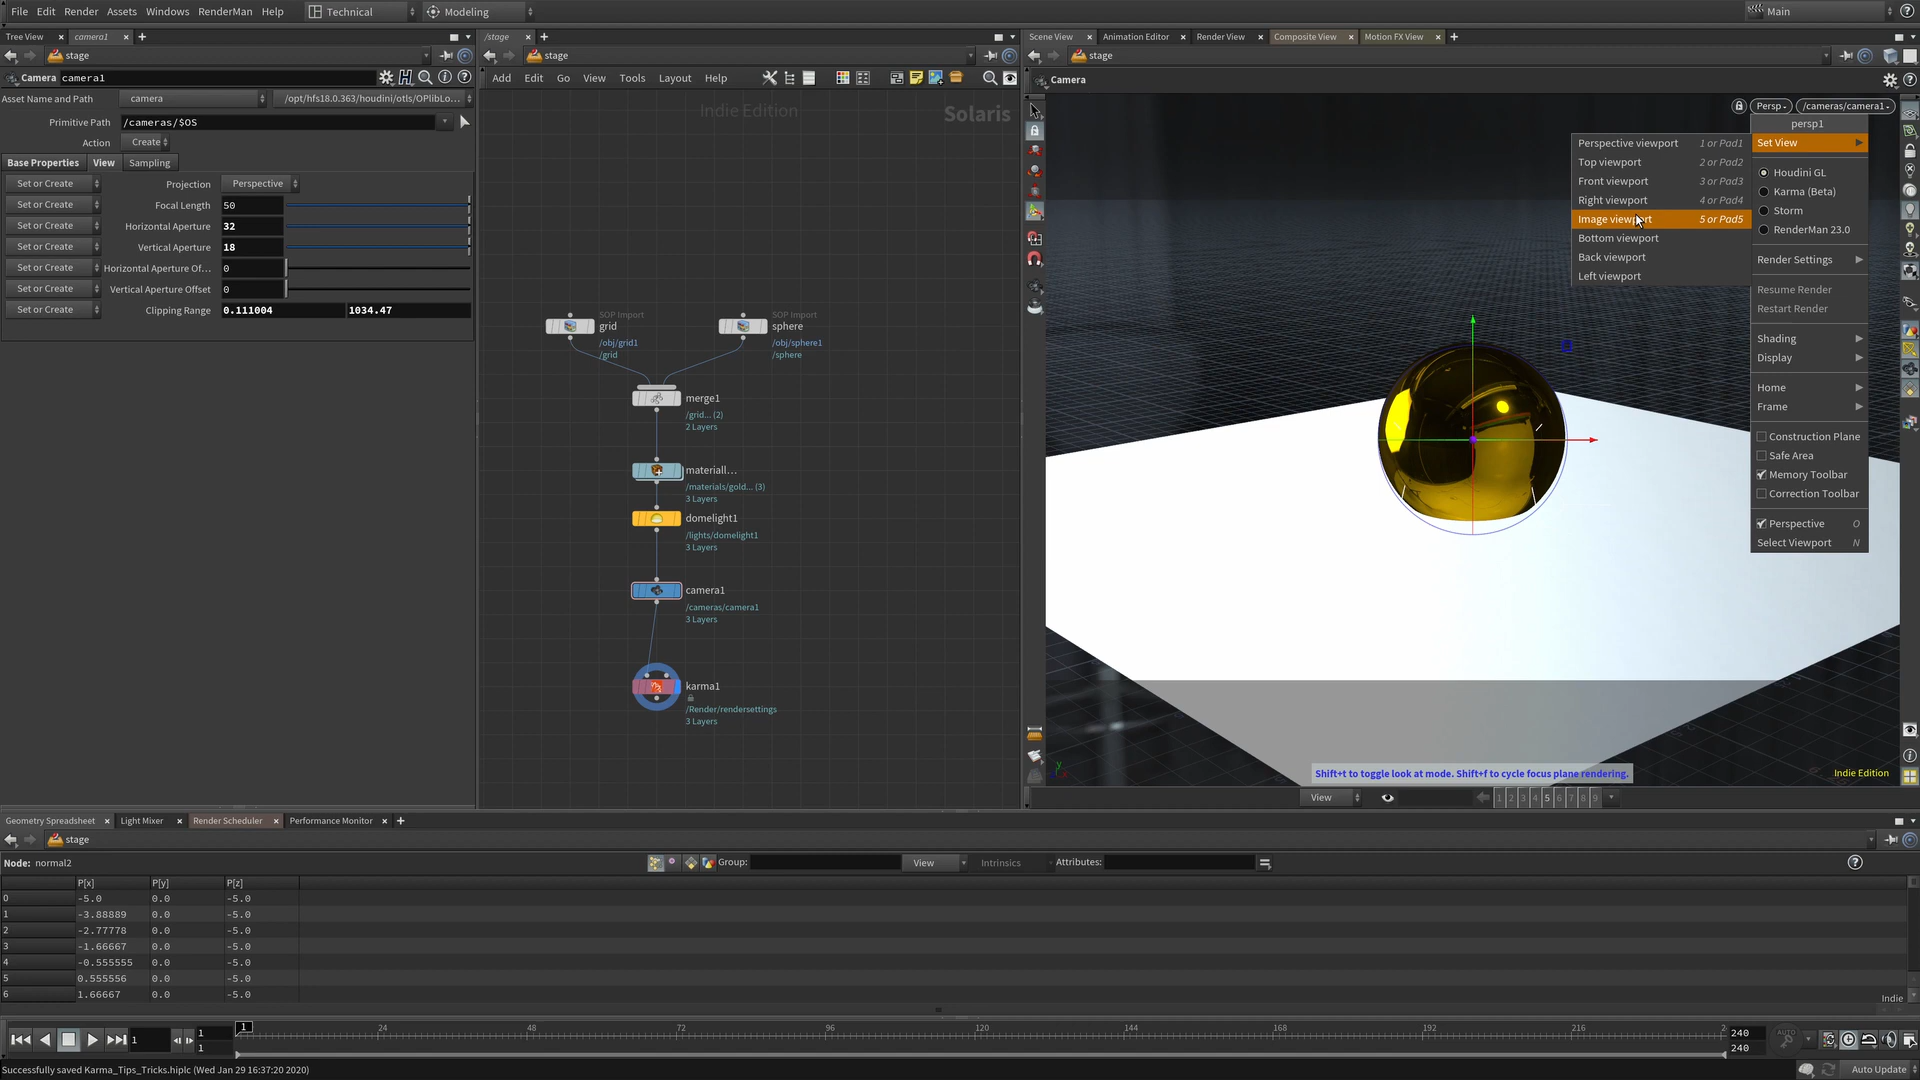 File Edit Render Assets Windows RenderMan Help Technical Modeling Main
Tree View camera1
stage
Camera camera1
Asset Name and Path camera /opt/hfs18.0.363/houdini/otls/OPlibLo...
Primitive Path /cameras/$OS
Action Create
Base Properties View Sampling
Set or Create Projection Perspective
Set or Create Focal Length 50
Set or Create Horizontal Aperture 32
Set or Create Vertical Aperture 18
Set or Create Horizontal Aperture Of... 0
Set or Create Vertical Aperture Offset 0
Set or Create Clipping Range 0.111004 1034.47
/stage
stage
Add Edit Go View Tools Layout Help
Indie Edition
Solaris
SOP Import
grid
/obj/grid1
/grid
SOP Import
sphere
/obj/sphere1
/sphere
merge1
/grid... (2)
2 Layers
materiall...
/materials/gold... (3)
3 Layers
domelight1
/lights/domelight1
3 Layers
camera1
/cameras/camera1
3 Layers
karma1
/Render/rendersettings
3 Layers
Scene View Animation Editor Render View Composite View Motion FX View
stage
Camera
Persp /cameras/camera1
persp1
Set View
Houdini GL
Karma (Beta)
Storm
RenderMan 23.0
Render Settings
Resume Render
Restart Render
Shading
Display
Home
Frame
Construction Plane
Safe Area
Memory Toolbar
Correction Toolbar
Perspective O
Select Viewport N
Perspective viewport 1 or Pad1
Top viewport 2 or Pad2
Front viewport 3 or Pad3
Right viewport 4 or Pad4
Image viewport 5 or Pad5
Bottom viewport
Back viewport
Left viewport
Shift+t to toggle look at mode. Shift+f to cycle focus plane rendering.
Indie Edition
View 1 2 3 4 5 6 7 8 9
Geometry Spreadsheet Light Mixer Render Scheduler Performance Monitor
stage
Node: normal2 Group: View Intrinsics Attributes:
P[x] P[y] P[z]
0 -5.0 0.0 -5.0
1 -3.88889 0.0 -5.0
2 -2.77778 0.0 -5.0
3 -1.66667 0.0 -5.0
4 -0.555555 0.0 -5.0
5 0.555556 0.0 -5.0
6 1.66667 0.0 -5.0
Indie
1 1 1 1 24 48 72 96 120 144 168 192 216 2 240 240 AUTO
Successfully saved Karma_Tips_Tricks.hiplc (Wed Jan 29 16:37:20 2020)
Auto Update